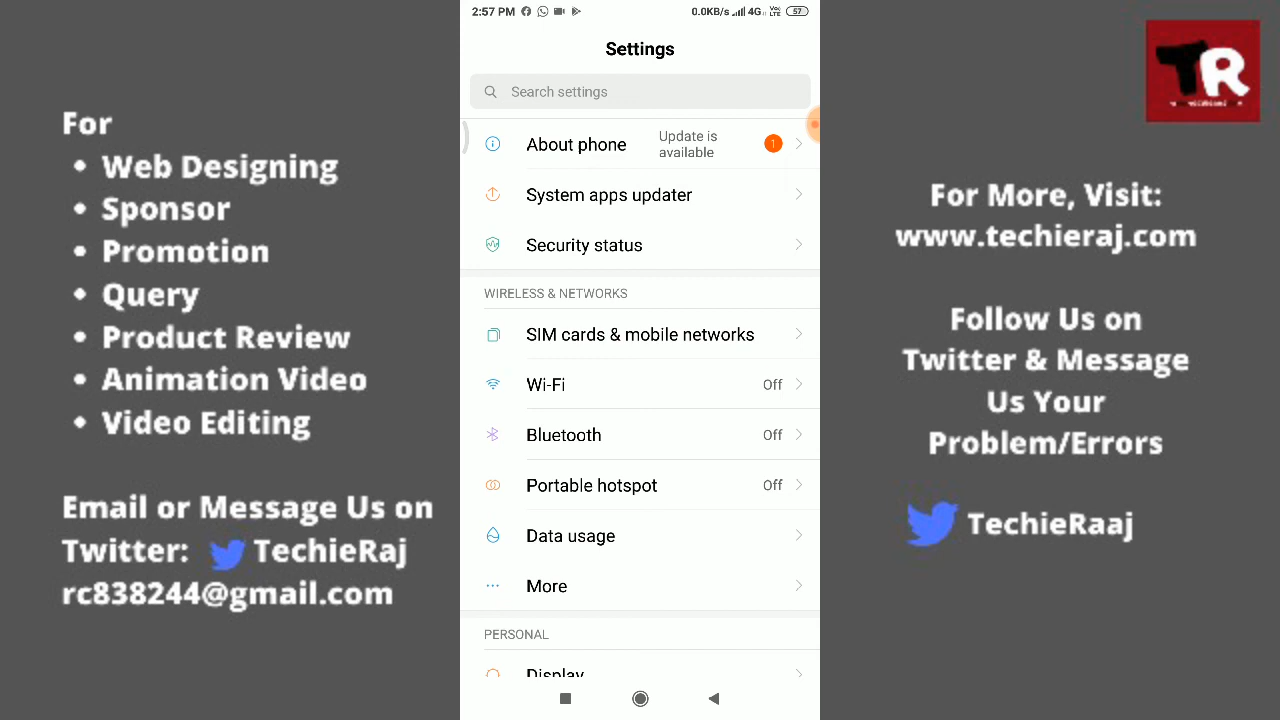 For
• Web Designing
• Sponsor
• Promotion
• Query
• Product Review
• Animation Video
• Video Editing
Email or Message Us on
Twitter: TechieRaj
rc838244@gmail.com
2:57 PM
0.0KB/s 4G Vo LTE 57
Settings
Search settings
About phone Update is available 1
System apps updater
Security status
WIRELESS & NETWORKS
SIM cards & mobile networks
Wi-Fi Off
Bluetooth Off
Portable hotspot Off
Data usage
More
PERSONAL
Display
TR
For More, Visit:
www.techieraj.com
Follow Us on
Twitter & Message
Us Your
Problem/Errors
TechieRaaj